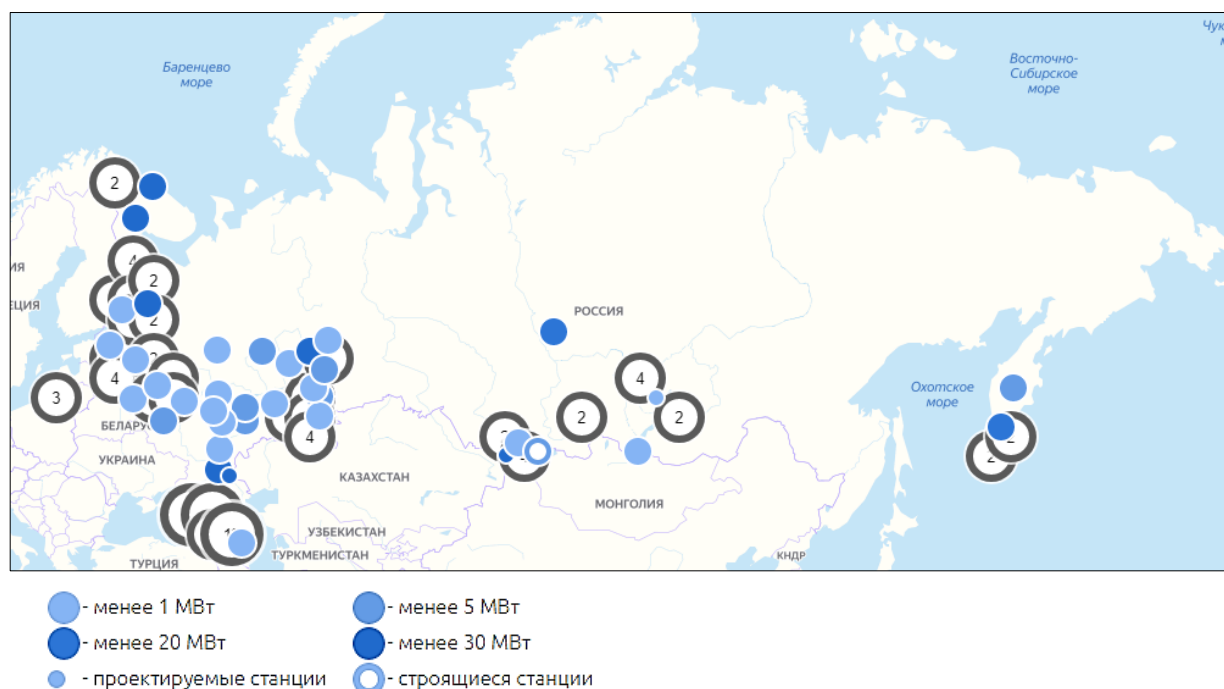 Баренцево
море
Восточно-
Сибирское
море
РОССИЯ
Охотское
море
УКРАИНА
КАЗАХСТАН
МОНГОЛИЯ
УЗБЕКИСТАН
ТУРКМЕНИСТАН
ТУРЦИЯ
КНДР
2
4
2
2
4
3
4
4
2
2
2
- менее 1 МВт
- менее 5 МВт
- менее 20 МВт
- менее 30 МВт
- проектируемые станции
- строящиеся станции